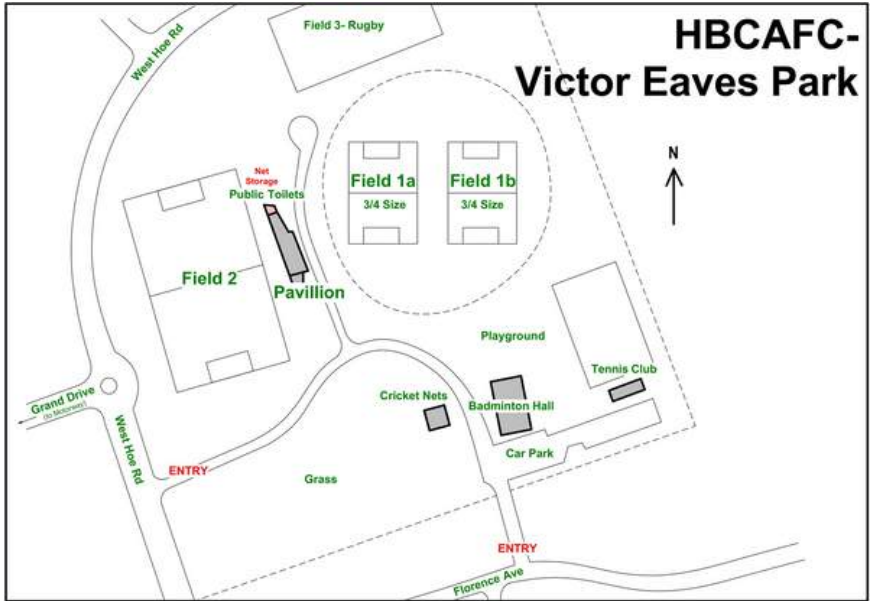 HBCAFC-
Victor Eaves Park
Field 3- Rugby
West Hoe Rd
N
Net
Storage
Public Toilets
Field 1a
3/4 Size
Field 1b
3/4 Size
Field 2
Pavillion
Playground
Tennis Club
Grand Drive
(to Motorway)
Cricket Nets
Badminton Hall
West Hoe Rd
Car Park
ENTRY
Grass
ENTRY
Florence Ave